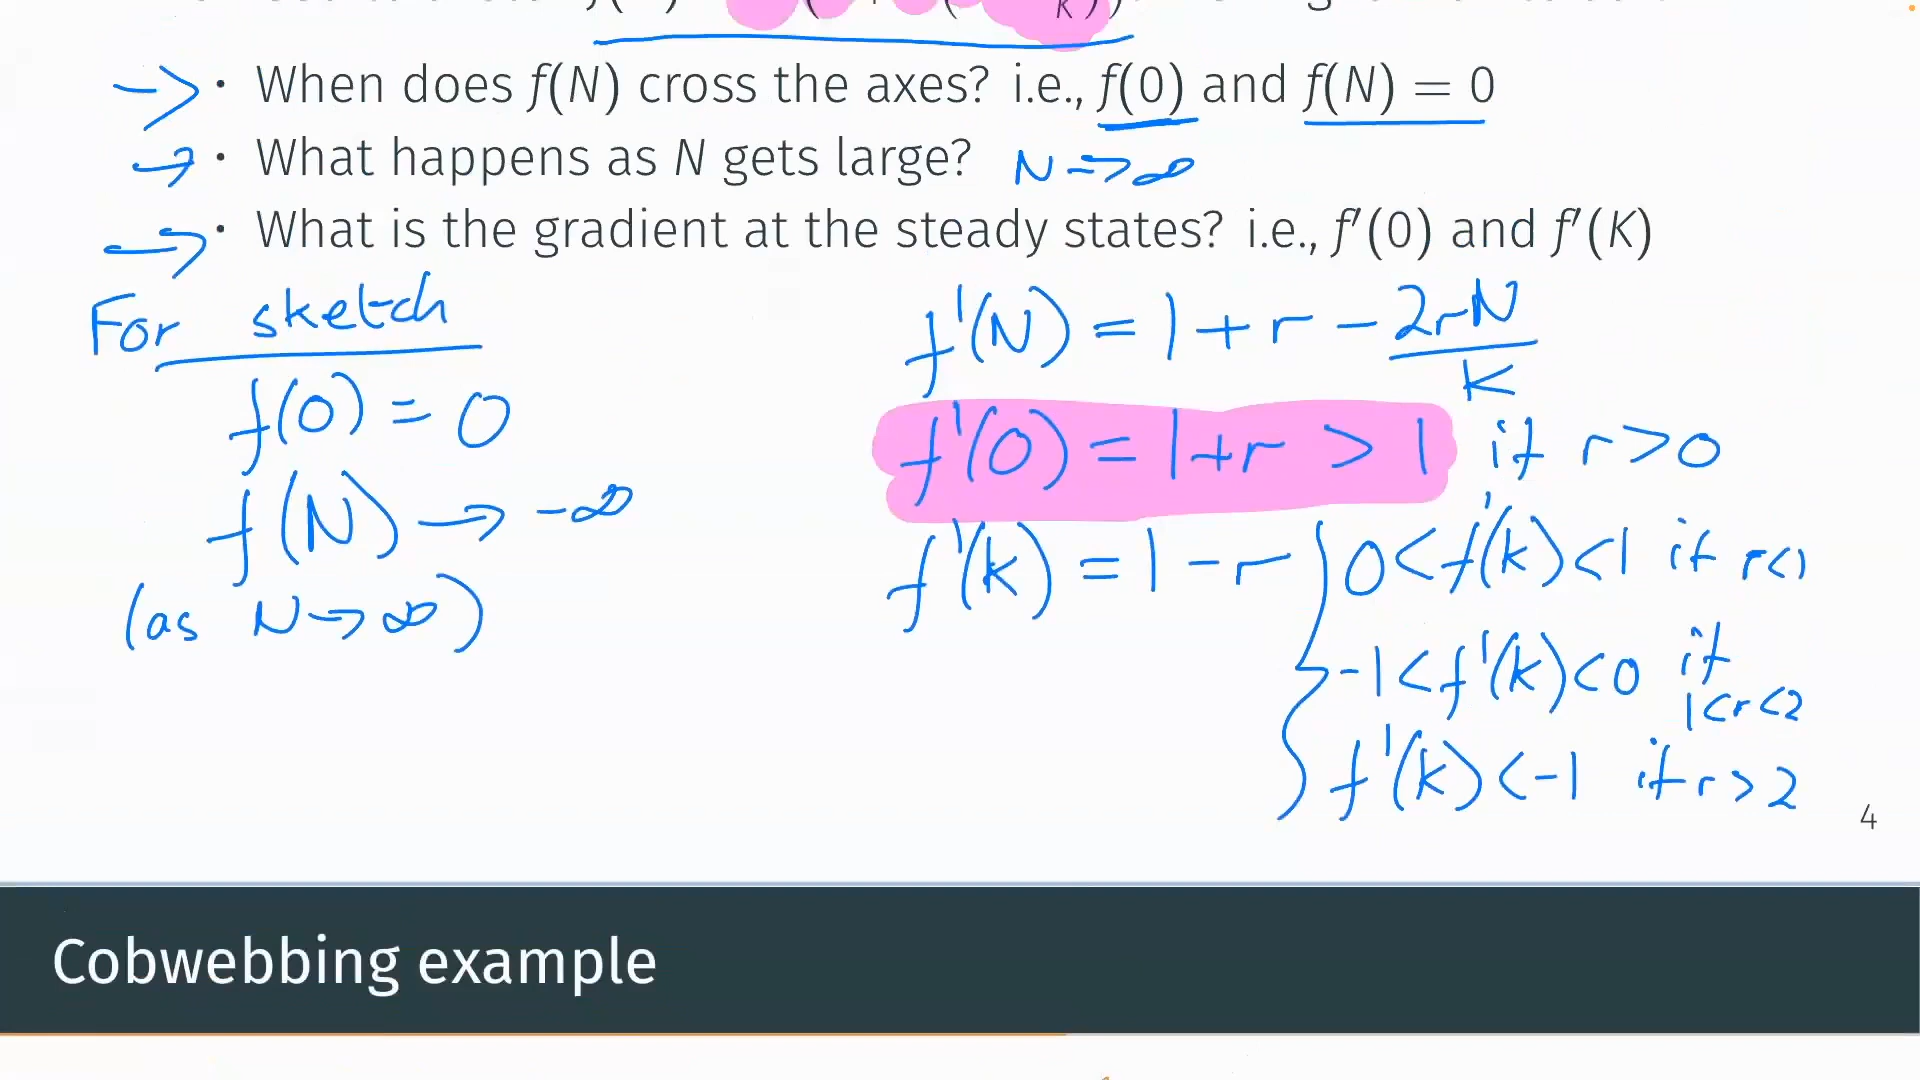 • When does f(N) cross the axes? i.e., f(0) and f(N) = 0
• What happens as N gets large? N → ∞
• What is the gradient at the steady states? i.e., f′(0) and f′(K)
For sketch
f(0) = 0
f(N) → -∞
(as N → ∞)
f'(N) = 1 + r - 2rN/K
f'(0) = 1+r > 1 if r > 0
f'(k) = 1 - r } 0 < f'(k) < 1 if r<1
-1 < f'(k) < 0 if 1<r<2
f'(k) < -1 if r > 2
4
Cobwebbing example